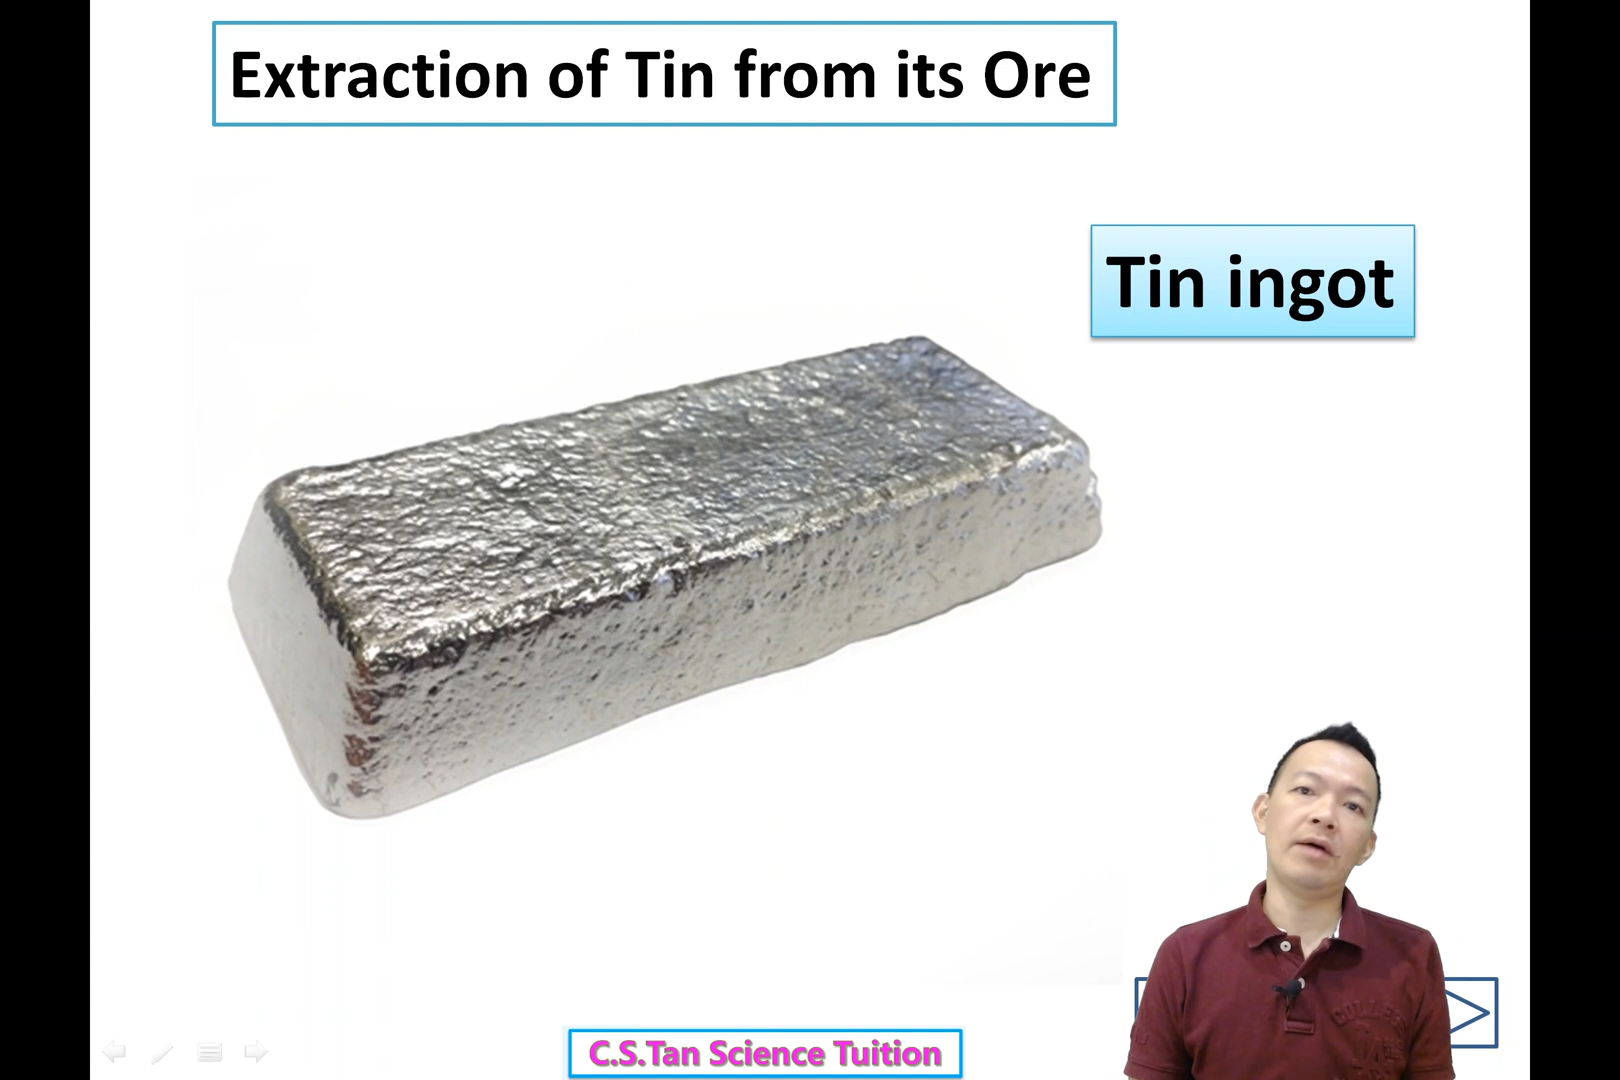 Extraction of Tin from its Ore
Tin ingot
C.S.Tan Science Tuition